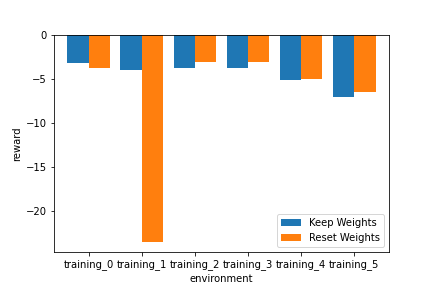 0
−5
−10
−15
−20
reward
training_0 training_1 training_2 training_3 training_4 training_5
environment
Keep Weights
Reset Weights